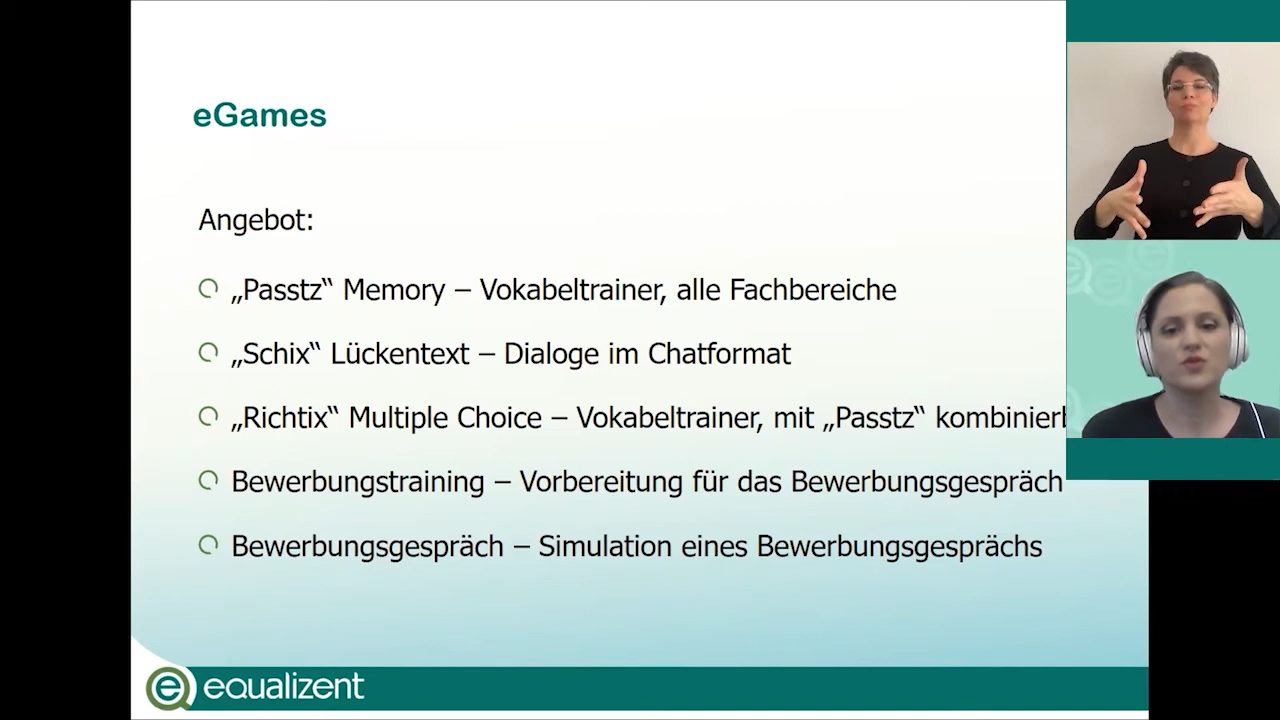 eGames
Angebot:
„Passtz“ Memory – Vokabeltrainer, alle Fachbereiche
„Schix“ Lückentext – Dialoge im Chatformat
„Richtix“ Multiple Choice – Vokabeltrainer, mit „Passtz“
Bewerbungstraining – Vorbereitung für das Bewerbungsgespräch
Bewerbungsgespräch – Simulation eines Bewerbungsgesprächs
equalizent